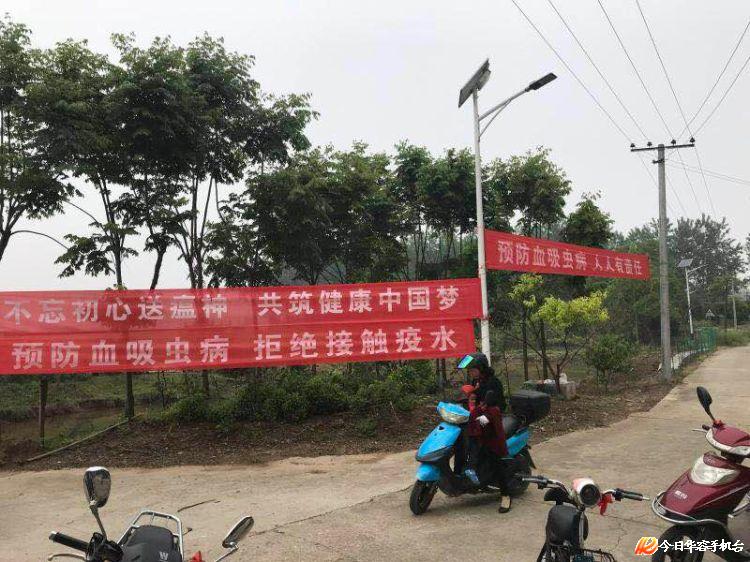 预防血吸虫病 人人有责任
不忘初心送瘟神 共筑健康中国梦
预防血吸虫病 拒绝接触疫水
今日华容手机台